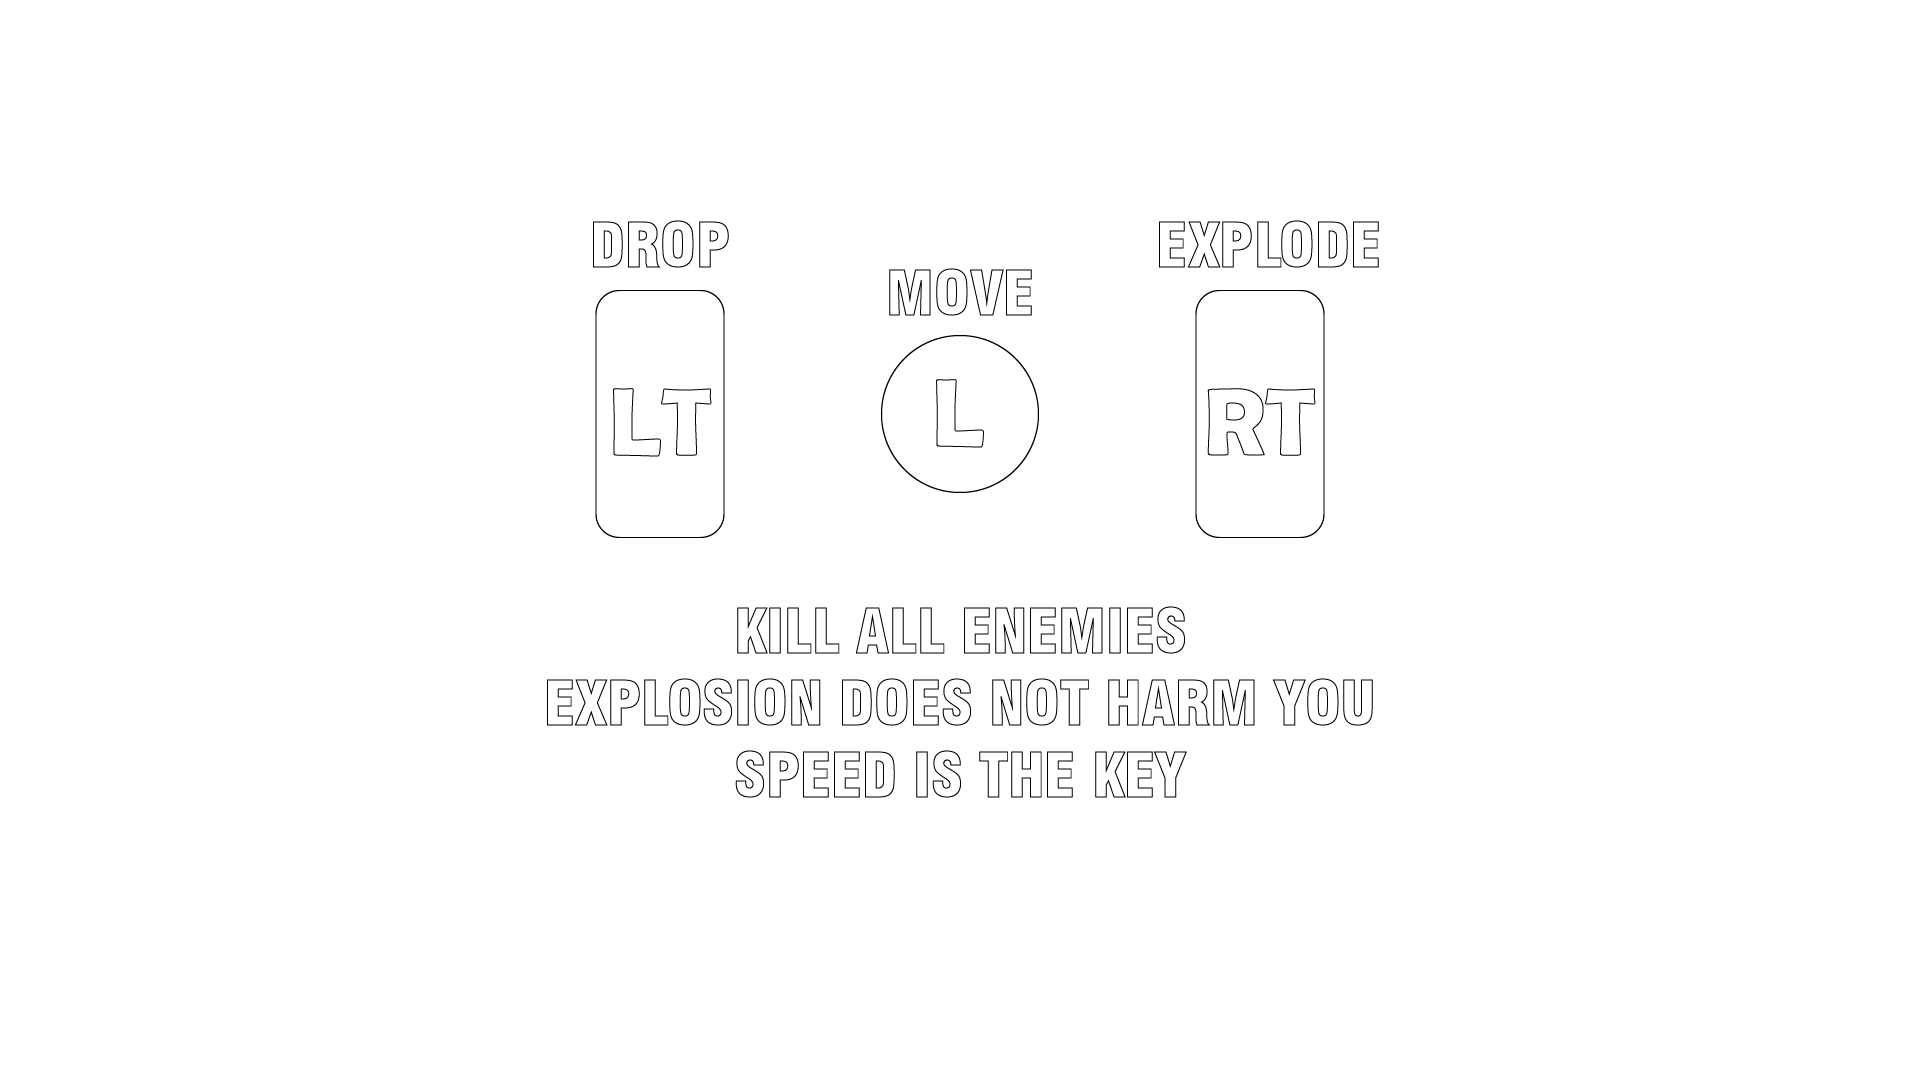 DROP
MOVE
EXPLODE
LT
L
RT
KILL ALL ENEMIES
EXPLOSION DOES NOT HARM YOU
SPEED IS THE KEY